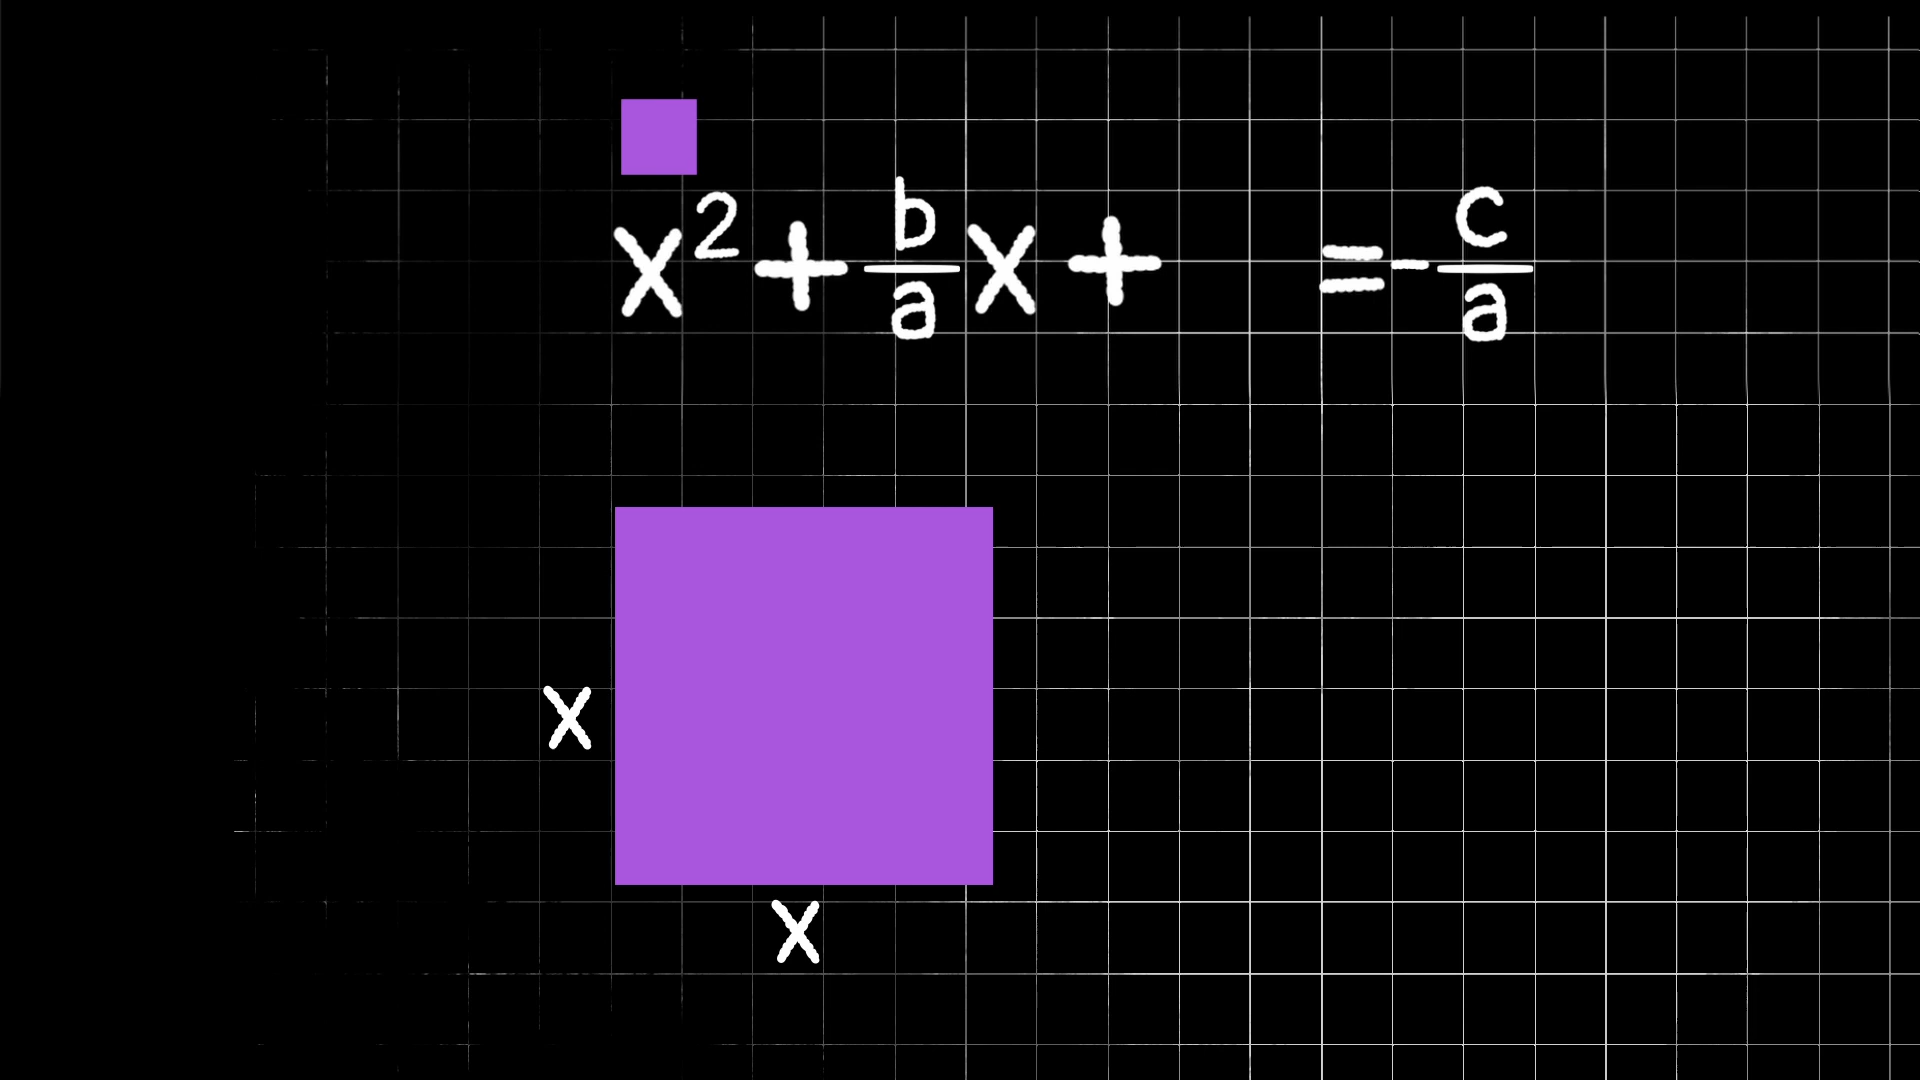 x² + b/a x + = - c/a
x
x